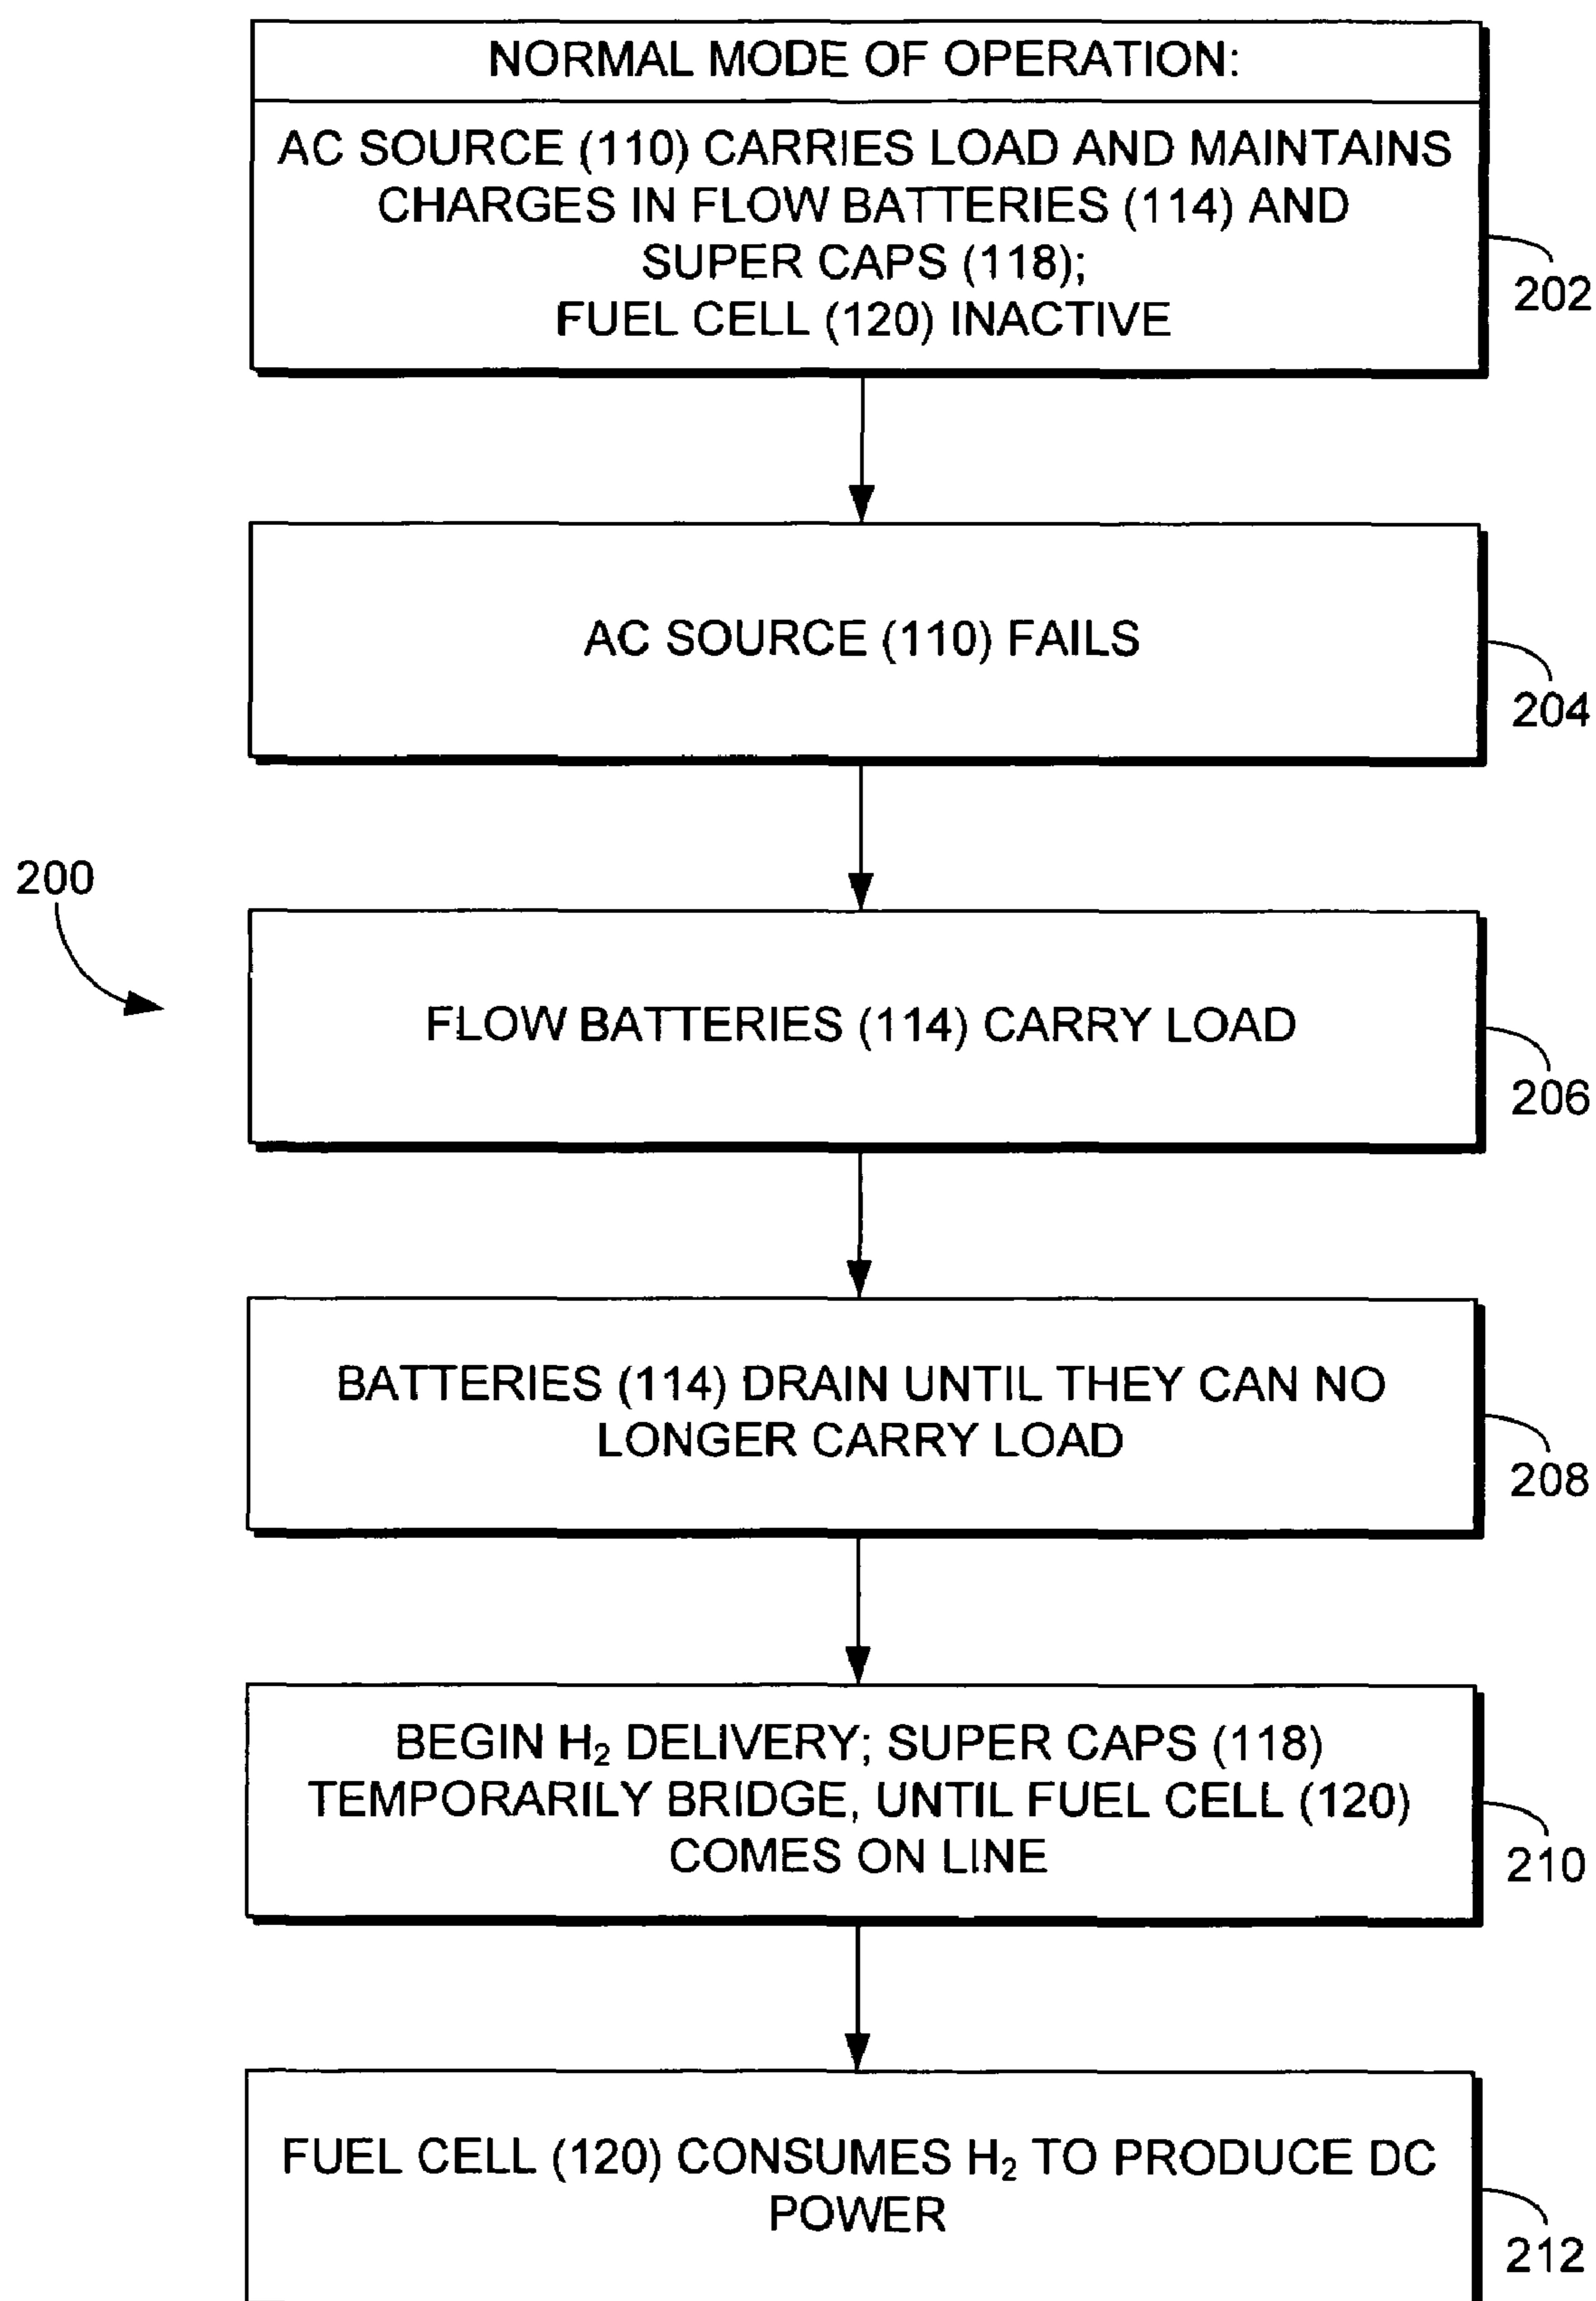 NORMAL MODE OF OPERATION:
AC SOURCE (110) CARRIES LOAD AND MAINTAINS
CHARGES IN FLOW BATTERIES (114) AND
SUPER CAPS (118);
FUEL CELL (120) INACTIVE
202
AC SOURCE (110) FAILS
204
200
FLOW BATTERIES (114) CARRY LOAD
206
BATTERIES (114) DRAIN UNTIL THEY CAN NO
LONGER CARRY LOAD
208
BEGIN H₂ DELIVERY; SUPER CAPS (118)
TEMPORARILY BRIDGE, UNTIL FUEL CELL (120)
COMES ON LINE
210
FUEL CELL (120) CONSUMES H₂ TO PRODUCE DC
POWER
212